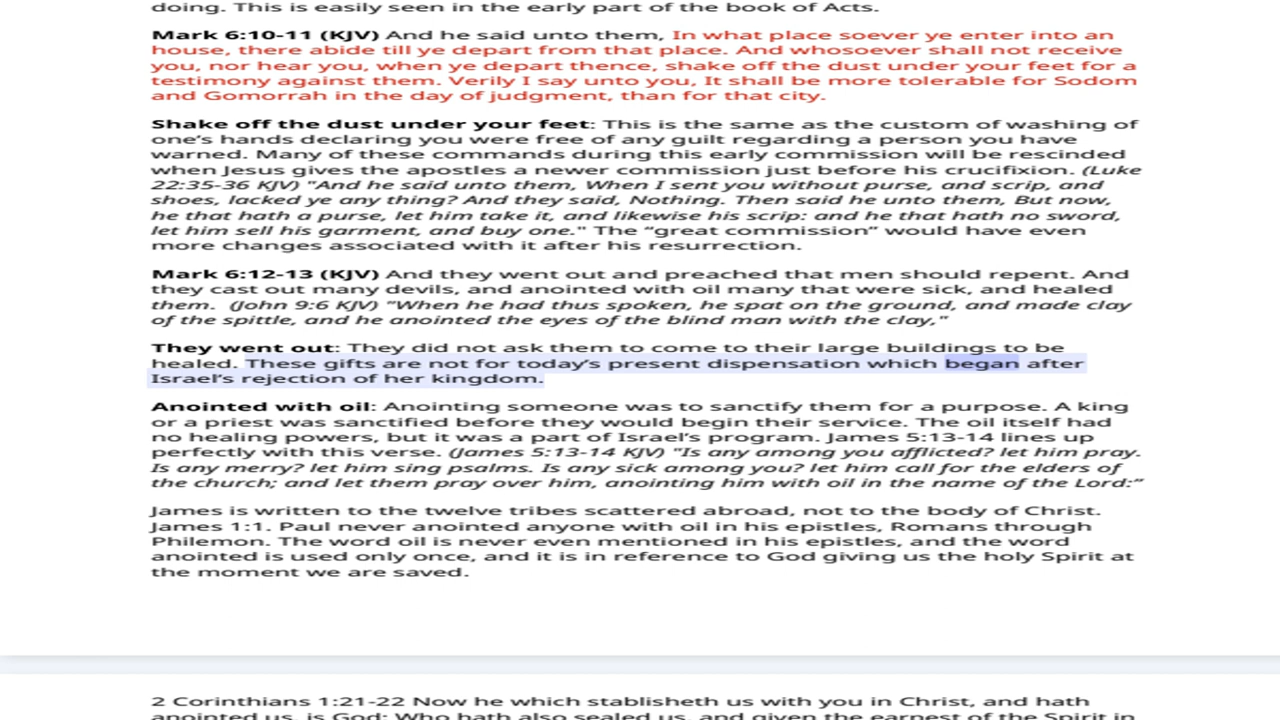 doing. This is easily seen in the early part of the book of Acts.
Mark 6:10-11 (KJV) And he said unto them, In what place soever ye enter into an
house, there abide till ye depart from that place. And whosoever shall not receive
you, nor hear you, when ye depart thence, shake off the dust under your feet for a
testimony against them. Verily I say unto you, It shall be more tolerable for Sodom
and Gomorrah in the day of judgment, than for that city.
Shake off the dust under your feet: This is the same as the custom of washing of
one’s hands declaring you were free of any guilt regarding a person you have
warned. Many of these commands during this early commission will be rescinded
when Jesus gives the apostles a newer commission just before his crucifixion. (Luke
22:35-36 KJV) "And he said unto them, When I sent you without purse, and scrip, and
shoes, lacked ye any thing? And they said, Nothing. Then said he unto them, But now,
he that hath a purse, let him take it, and likewise his scrip: and he that hath no sword,
let him sell his garment, and buy one." The “great commission” would have even
more changes associated with it after his resurrection.
Mark 6:12-13 (KJV) And they went out and preached that men should repent. And
they cast out many devils, and anointed with oil many that were sick, and healed
them. (John 9:6 KJV) "When he had thus spoken, he spat on the ground, and made clay
of the spittle, and he anointed the eyes of the blind man with the clay,"
They went out: They did not ask them to come to their large buildings to be
healed. These gifts are not for today’s present dispensation which began after
Israel’s rejection of her kingdom.
Anointed with oil: Anointing someone was to sanctify them for a purpose. A king
or a priest was sanctified before they would begin their service. The oil itself had
no healing powers, but it was a part of Israel’s program. James 5:13-14 lines up
perfectly with this verse. (James 5:13-14 KJV) "Is any among you afflicted? let him pray.
Is any merry? let him sing psalms. Is any sick among you? let him call for the elders of
the church; and let them pray over him, anointing him with oil in the name of the Lord:”
James is written to the twelve tribes scattered abroad, not to the body of Christ.
James 1:1. Paul never anointed anyone with oil in his epistles, Romans through
Philemon. The word oil is never even mentioned in his epistles, and the word
anointed is used only once, and it is in reference to God giving us the holy Spirit at
the moment we are saved.
2 Corinthians 1:21-22 Now he which stablisheth us with you in Christ, and hath
anointed us, is God; Who hath also sealed us, and given the earnest of the Spirit in